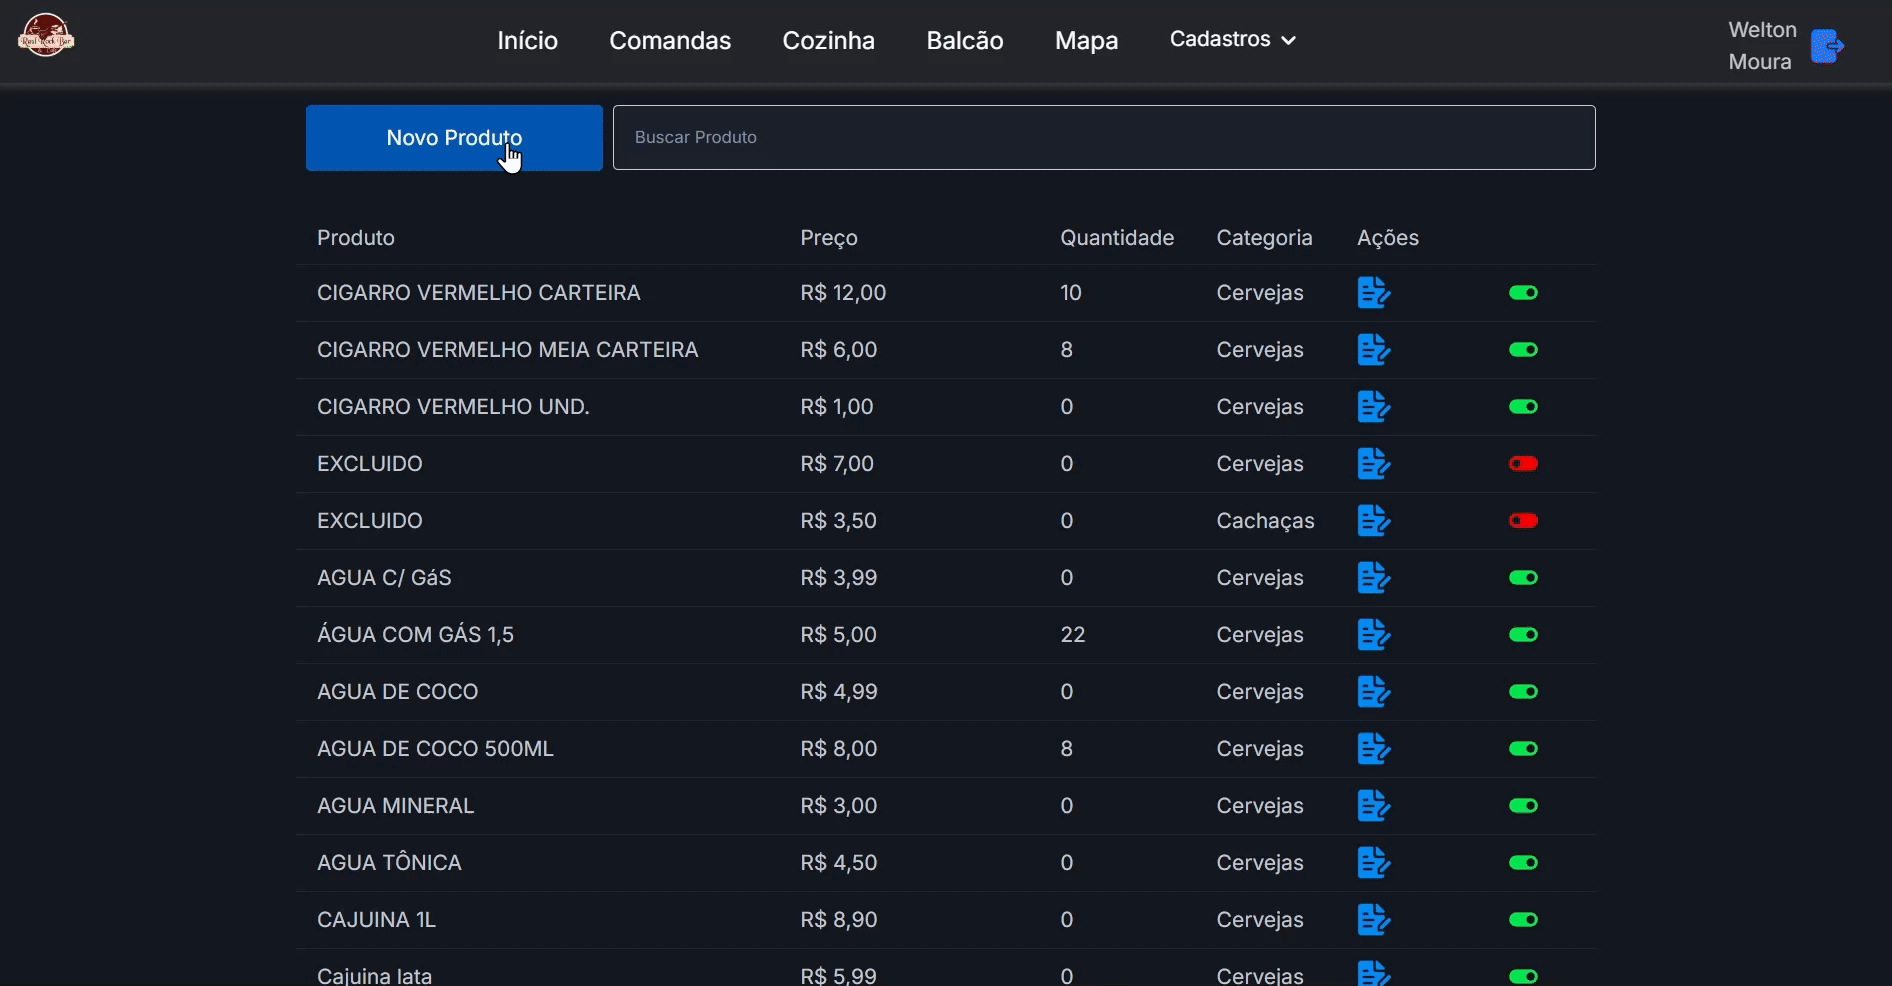 Real Rock Bar
Início Comandas Cozinha Balcão Mapa Cadastros
Welton
Moura
Novo Produto
Buscar Produto
Produto Preço Quantidade Categoria Ações
CIGARRO VERMELHO CARTEIRA R$ 12,00 10 Cervejas
CIGARRO VERMELHO MEIA CARTEIRA R$ 6,00 8 Cervejas
CIGARRO VERMELHO UND. R$ 1,00 0 Cervejas
EXCLUIDO R$ 7,00 0 Cervejas
EXCLUIDO R$ 3,50 0 Cachaças
AGUA C/ GáS R$ 3,99 0 Cervejas
ÁGUA COM GÁS 1,5 R$ 5,00 22 Cervejas
AGUA DE COCO R$ 4,99 0 Cervejas
AGUA DE COCO 500ML R$ 8,00 8 Cervejas
AGUA MINERAL R$ 3,00 0 Cervejas
AGUA TÔNICA R$ 4,50 0 Cervejas
CAJUINA 1L R$ 8,90 0 Cervejas
Cajuina lata R$ 5,99 0 Cervejas